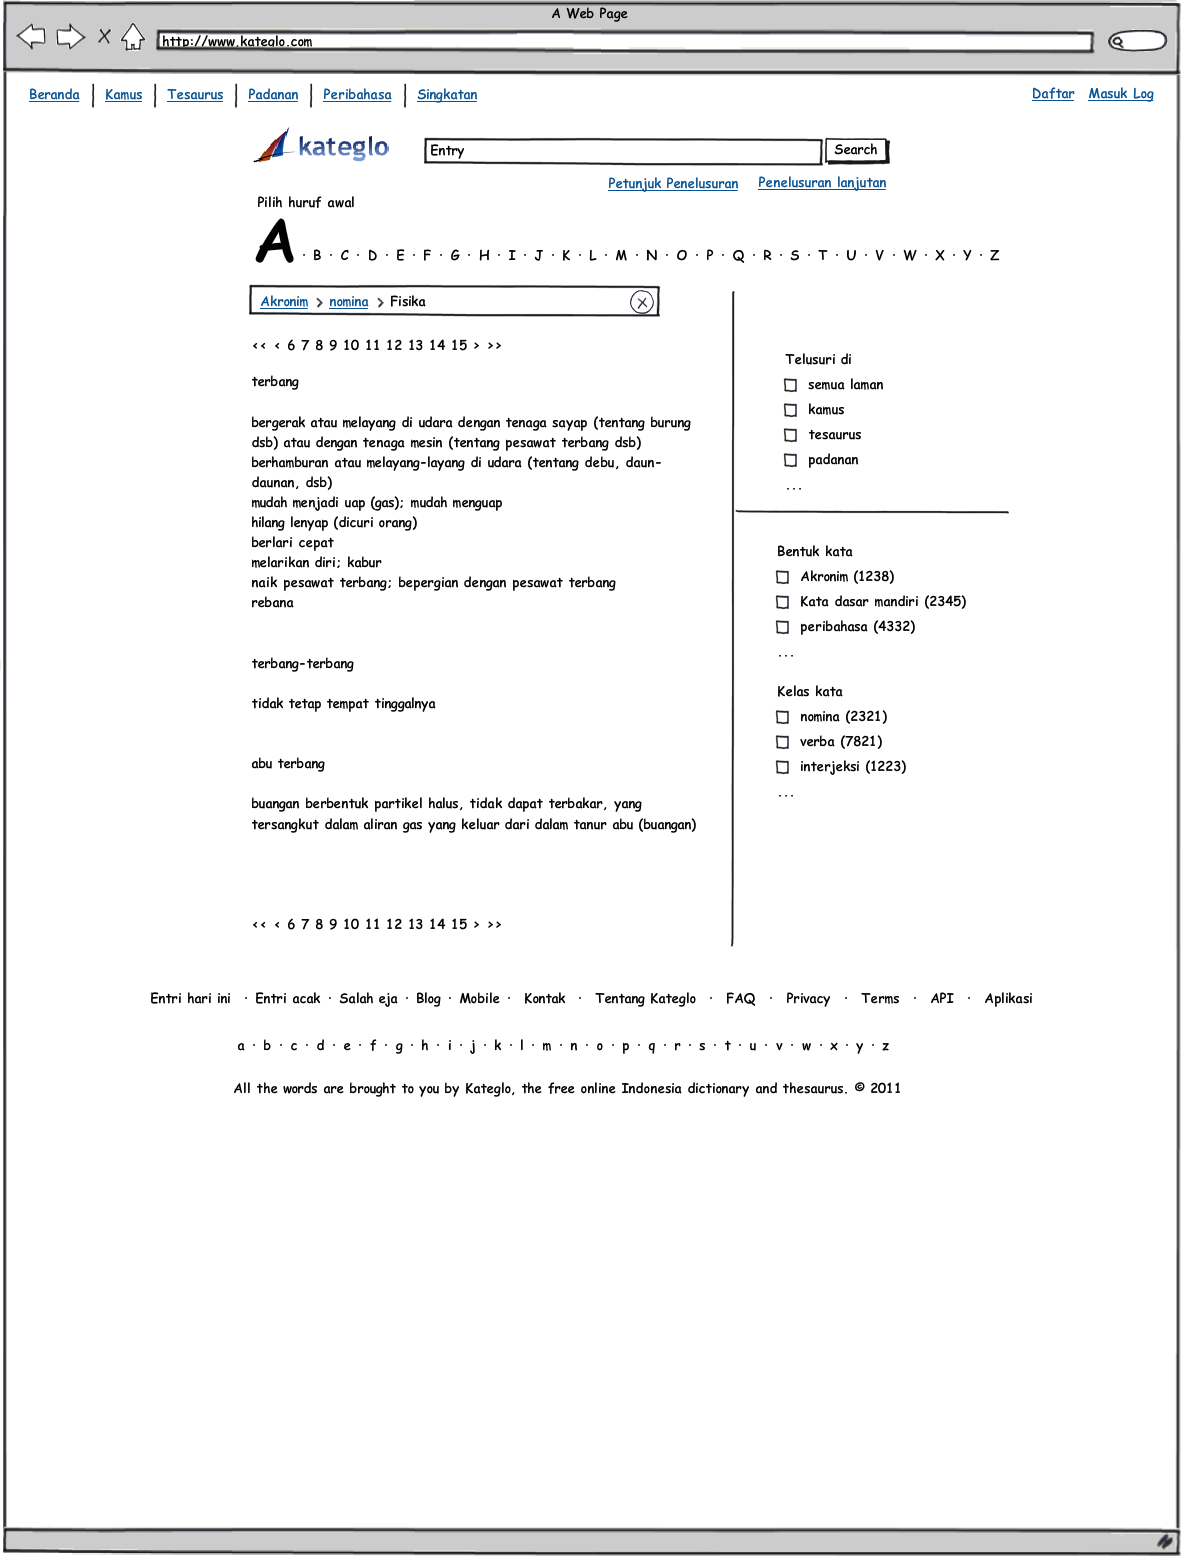 A Web Page
http://www.kateglo.com
Beranda | Kamus | Tesaurus | Padanan | Peribahasa | Singkatan
Daftar Masuk Log
kateglo
Entry
Search
Petunjuk Penelusuran Penelusuran lanjutan
Pilih huruf awal
A · B · C · D · E · F · G · H · I · J · K · L · M · N · O · P · Q · R · S · T · U · V · W · X · Y · Z
Akronim > nomina > Fisika
<< < 6 7 8 9 10 11 12 13 14 15 > >>
terbang
bergerak atau melayang di udara dengan tenaga sayap (tentang burung
dsb) atau dengan tenaga mesin (tentang pesawat terbang dsb)
berhamburan atau melayang-layang di udara (tentang debu, daun-
daunan, dsb)
mudah menjadi uap (gas); mudah menguap
hilang lenyap (dicuri orang)
berlari cepat
melarikan diri; kabur
naik pesawat terbang; bepergian dengan pesawat terbang
rebana
terbang-terbang
tidak tetap tempat tinggalnya
abu terbang
buangan berbentuk partikel halus, tidak dapat terbakar, yang
tersangkut dalam aliran gas yang keluar dari dalam tanur abu (buangan)
<< < 6 7 8 9 10 11 12 13 14 15 > >>
Telusuri di
semua laman
kamus
tesaurus
padanan
...
Bentuk kata
Akronim (1238)
Kata dasar mandiri (2345)
peribahasa (4332)
...
Kelas kata
nomina (2321)
verba (7821)
interjeksi (1223)
...
Entri hari ini · Entri acak · Salah eja · Blog · Mobile · Kontak · Tentang Kateglo · FAQ · Privacy · Terms · API · Aplikasi
a · b · c · d · e · f · g · h · i · j · k · l · m · n · o · p · q · r · s · t · u · v · w · x · y · z
All the words are brought to you by Kateglo, the free online Indonesia dictionary and thesaurus. © 2011